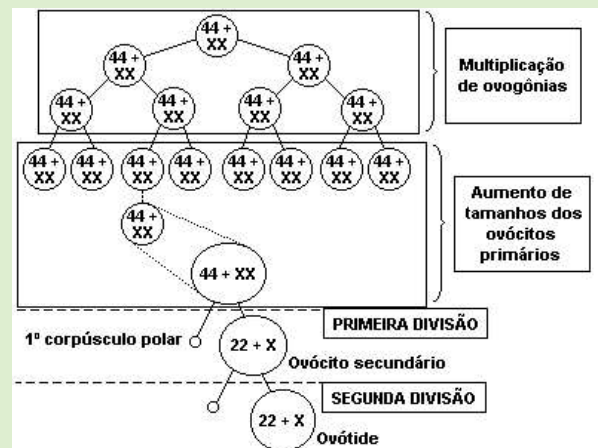 44 + XX
44 + XX
44 + XX
44 + XX
44 + XX
44 + XX
44 + XX
Multiplicação
de ovogônias
44 + XX
44 + XX
44 + XX
44 + XX
44 + XX
44 + XX
44 + XX
44 + XX
44 + XX
44 + XX
Aumento de
tamanhos dos
ovócitos
primários
PRIMEIRA DIVISÃO
1º corpúsculo polar
22 + X
Ovócito secundário
SEGUNDA DIVISÃO
22 + X
Ovótide